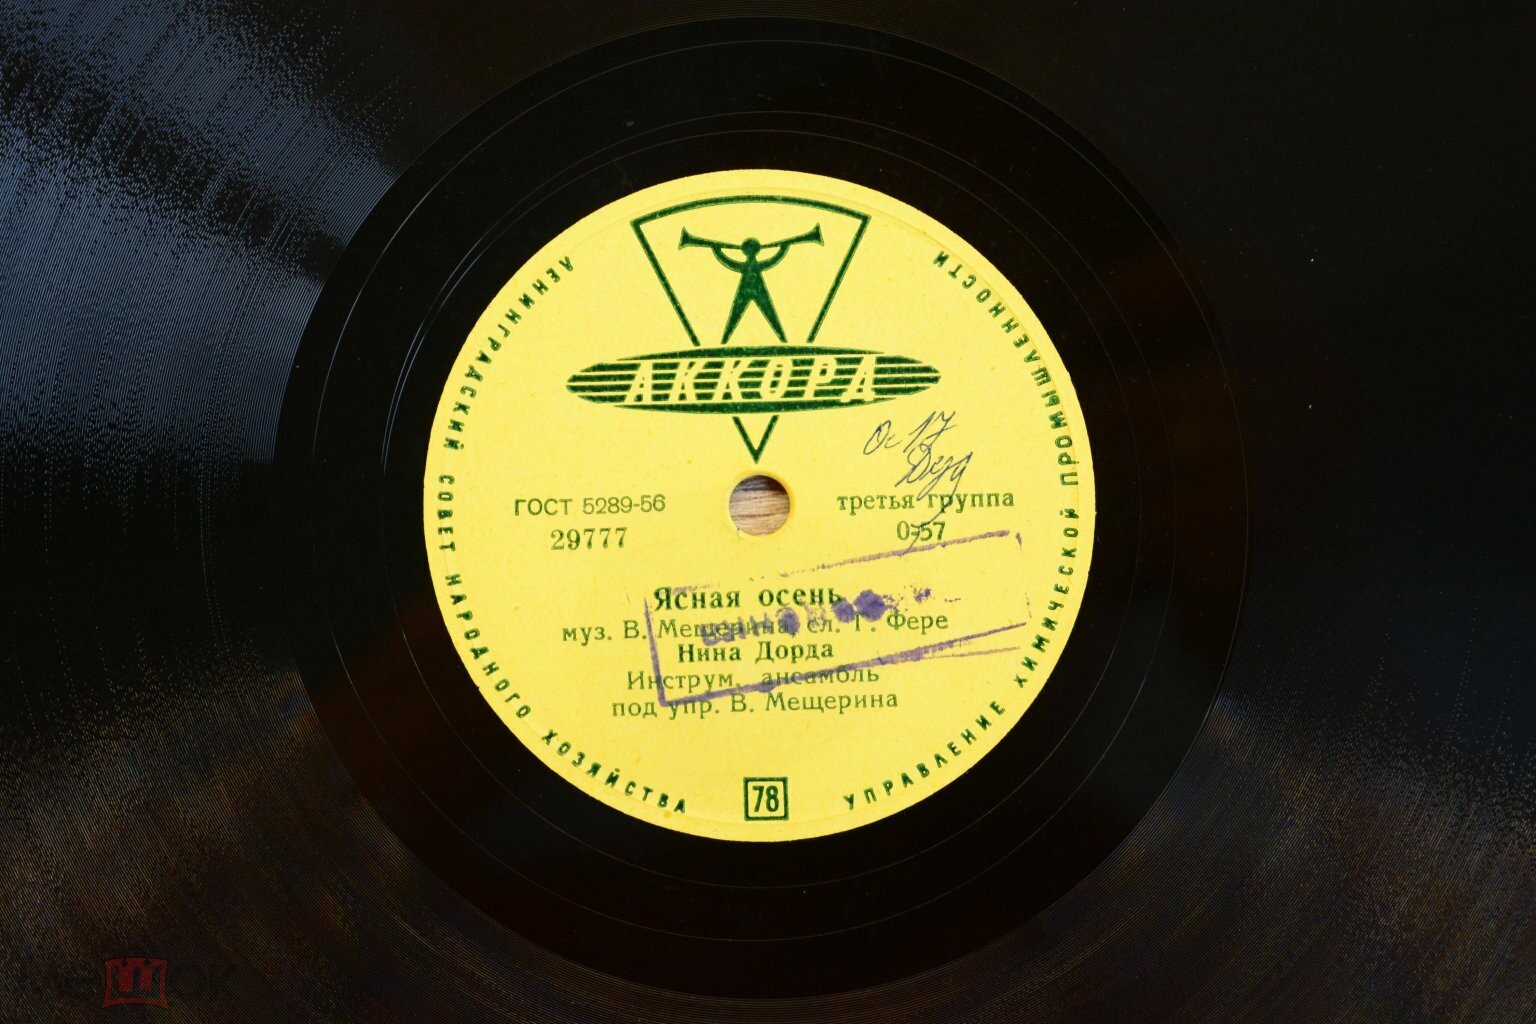 АККОРД
ЛЕНИНГРАДСКИЙ СОВЕТ НАРОДНОГО ХОЗЯЙСТВА
УПРАВЛЕНИЕ ХИМИЧЕСКОЙ ПРОМЫШЛЕННОСТИ
ГОСТ 5289-56
29777
третья группа
0-57
Ясная осень
муз. В. Мещерина, сл. Г. Фере
Нина Дорда
Инструм. ансамбль
под упр. В. Мещерина
78